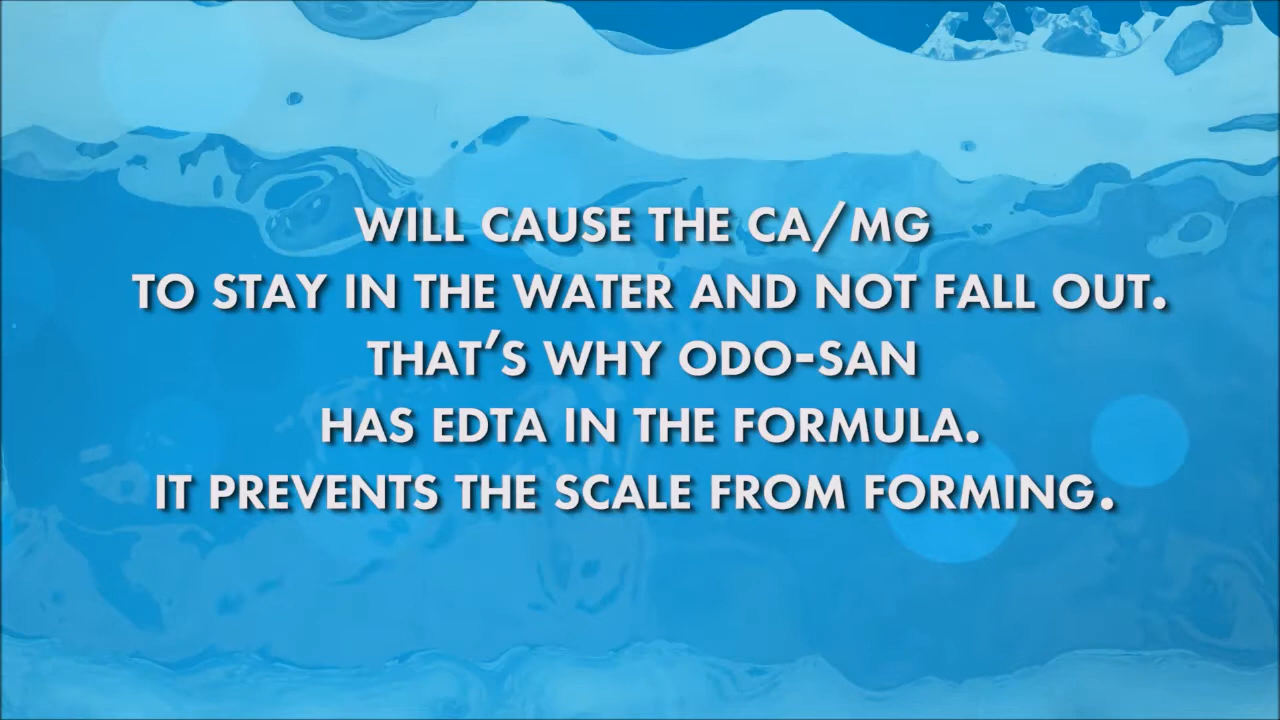 WILL CAUSE THE CA/MG
TO STAY IN THE WATER AND NOT FALL OUT.
THAT'S WHY ODO-SAN
HAS EDTA IN THE FORMULA.
IT PREVENTS THE SCALE FROM FORMING.